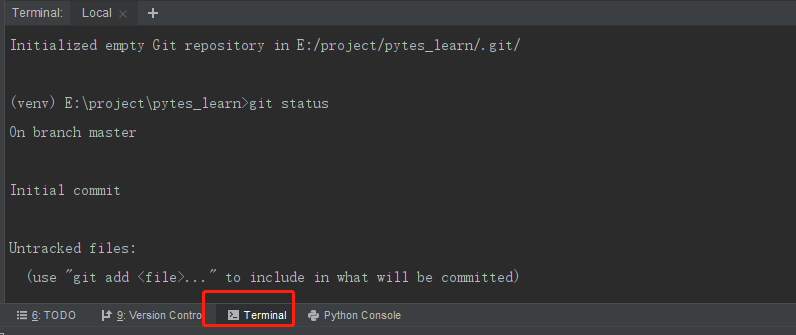 Terminal: Local × +
Initialized empty Git repository in E:/project/pytes_learn/.git/
(venv) E:\project\pytes_learn>git status
On branch master
Initial commit
Untracked files:
(use "git add <file>..." to include in what will be committed)
6: TODO 9: Version Contro Terminal Python Console